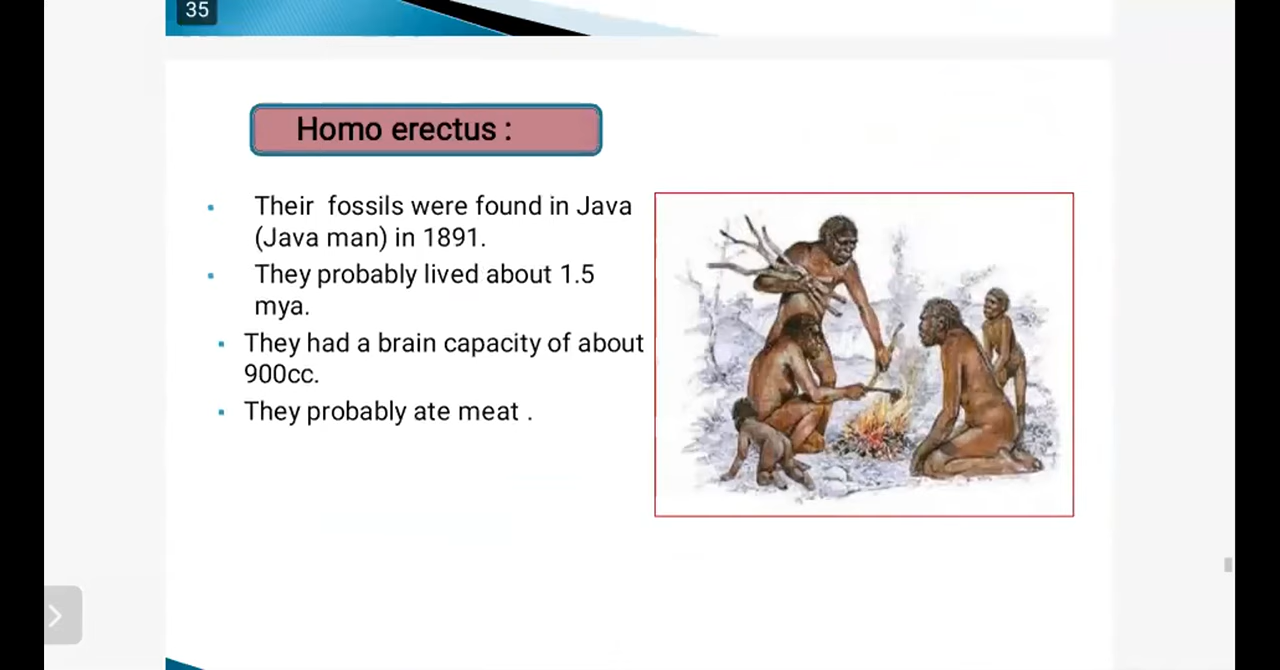 35
Homo erectus :
Their fossils were found in Java
(Java man) in 1891.
They probably lived about 1.5
mya.
They had a brain capacity of about
900cc.
They probably ate meat .